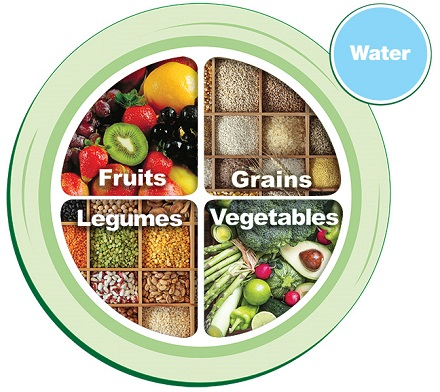 Water
Fruits
Grains
Legumes
Vegetables